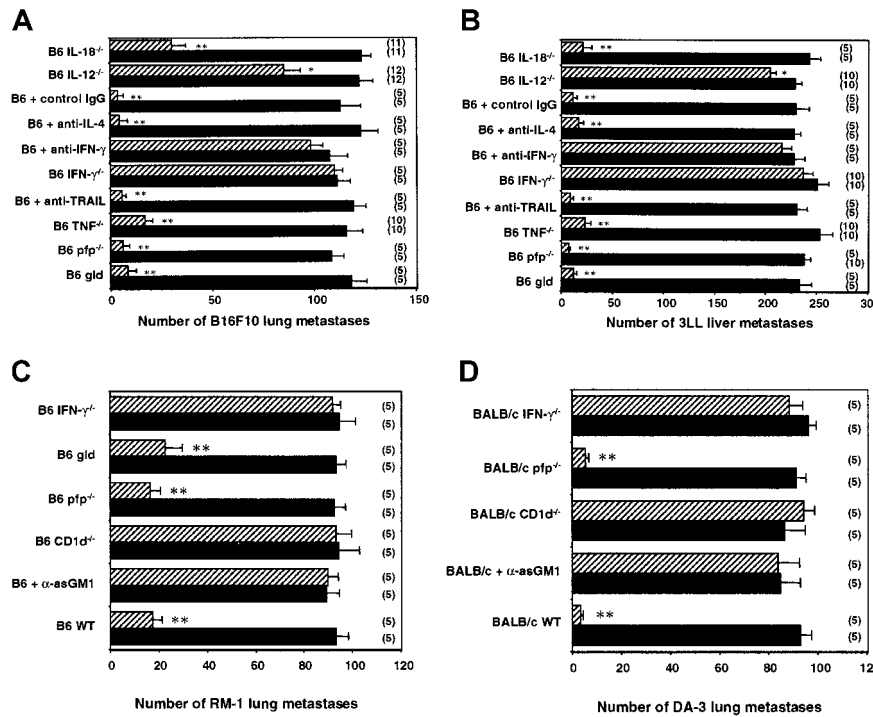 A
B6 IL-18-/-
** (11)
(11)
B6 IL-12-/-
* (12)
(12)
B6 + control IgG
** (5)
(5)
B6 + anti-IL-4
** (5)
(5)
B6 + anti-IFN-γ
(5)
(5)
B6 IFN-γ-/-
(5)
(5)
B6 + anti-TRAIL
** (5)
(5)
B6 TNF-/-
** (10)
(10)
B6 pfp-/-
** (5)
(5)
B6 gld
** (5)
(5)
0 50 100 150
Number of B16F10 lung metastases
B
B6 IL-18-/-
** (5)
(5)
B6 IL-12-/-
* (10)
(10)
B6 + control IgG
** (5)
(5)
B6 + anti-IL-4
** (5)
(5)
B6 + anti-IFN-γ
(5)
(5)
B6 IFN-γ-/-
(10)
(10)
B6 + anti-TRAIL
** (5)
(5)
B6 TNF-/-
** (10)
(10)
B6 pfp-/-
** (5)
(10)
B6 gld
** (5)
(5)
0 50 100 150 200 250 30
Number of 3LL liver metastases
C
B6 IFN-γ-/-
(5)
(5)
B6 gld
** (5)
(5)
B6 pfp-/-
** (5)
(5)
B6 CD1d-/-
(5)
(5)
B6 + α-asGM1
(5)
(5)
B6 WT
** (5)
(5)
0 20 40 60 80 100 120
Number of RM-1 lung metastases
D
BALB/c IFN-γ-/-
(5)
(5)
BALB/c pfp-/-
** (5)
(5)
BALB/c CD1d-/-
(5)
(5)
BALB/c + α-asGM1
(5)
(5)
BALB/c WT
** (5)
(5)
0 20 40 60 80 100 12
Number of DA-3 lung metastases